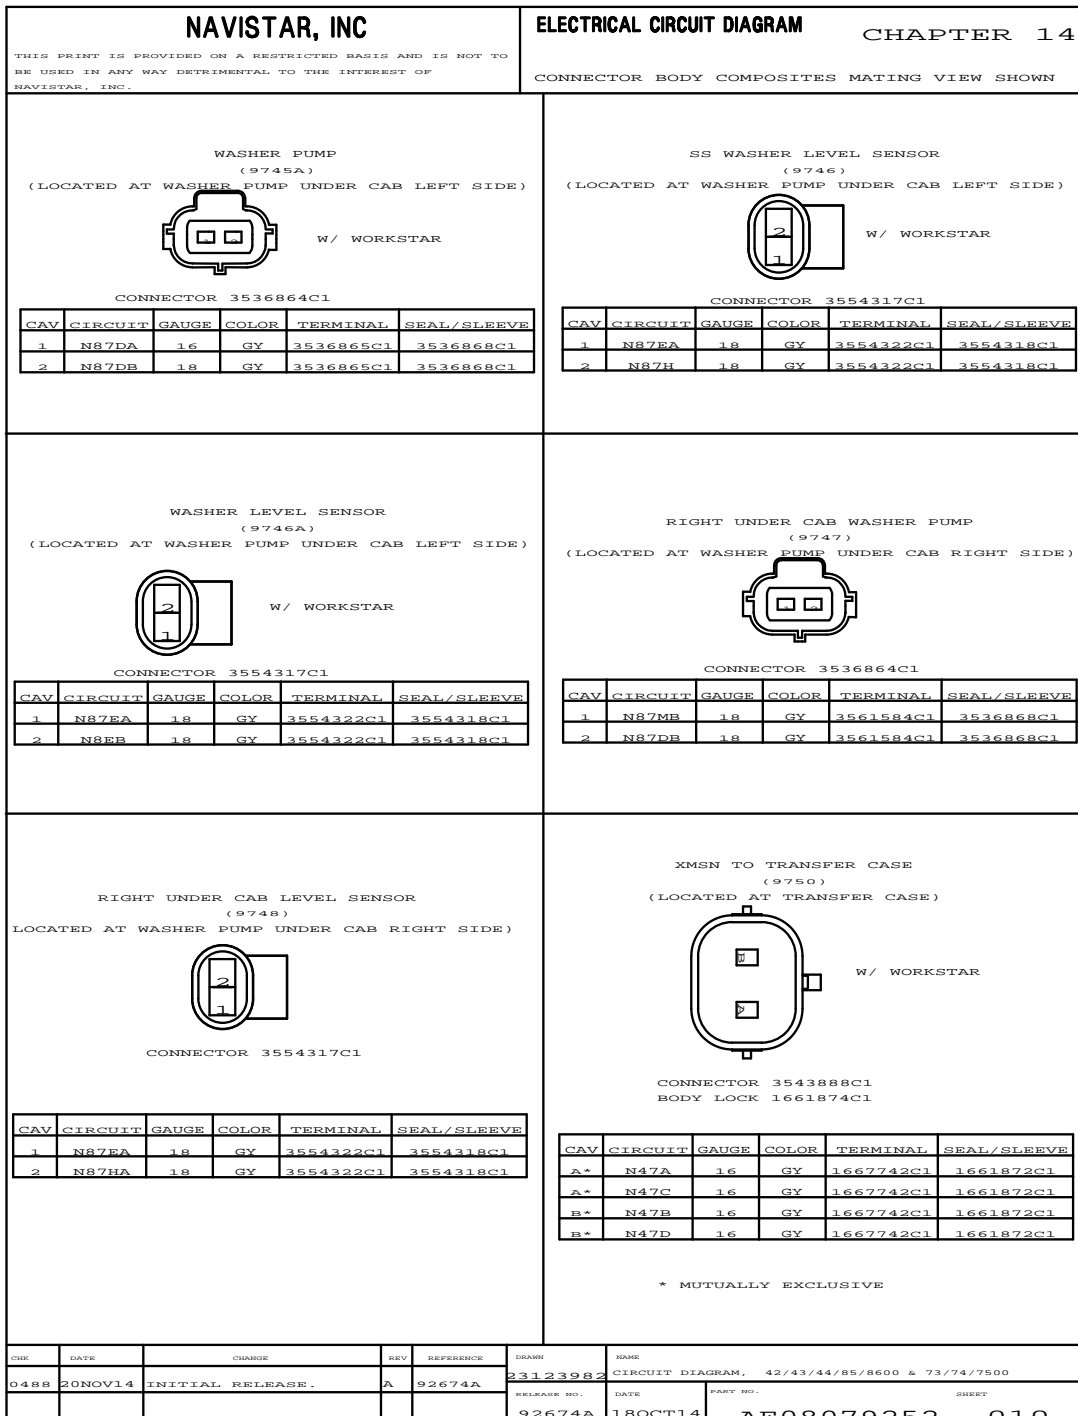 NAVISTAR, INC
THIS PRINT IS PROVIDED ON A RESTRICTED BASIS AND IS NOT TO
BE USED IN ANY WAY DETRIMENTAL TO THE INTEREST OF
NAVISTAR, INC.
ELECTRICAL CIRCUIT DIAGRAM
CHAPTER 14
CONNECTOR BODY COMPOSITES MATING VIEW SHOWN
WASHER PUMP
(9745A)
(LOCATED AT WASHER PUMP UNDER CAB LEFT SIDE)
1 2
W/ WORKSTAR
CONNECTOR 3536864C1
CAV CIRCUIT GAUGE COLOR TERMINAL SEAL/SLEEVE
1 N87DA 16 GY 3536865C1 3536868C1
2 N87DB 18 GY 3536865C1 3536868C1
SS WASHER LEVEL SENSOR
(9746)
(LOCATED AT WASHER PUMP UNDER CAB LEFT SIDE)
2
W/ WORKSTAR
1
CONNECTOR 3554317C1
CAV CIRCUIT GAUGE COLOR TERMINAL SEAL/SLEEVE
1 N87EA 18 GY 3554322C1 3554318C1
2 N87H 18 GY 3554322C1 3554318C1
WASHER LEVEL SENSOR
(9746A)
(LOCATED AT WASHER PUMP UNDER CAB LEFT SIDE)
2
W/ WORKSTAR
1
CONNECTOR 3554317C1
CAV CIRCUIT GAUGE COLOR TERMINAL SEAL/SLEEVE
1 N87EA 18 GY 3554322C1 3554318C1
2 N8EB 18 GY 3554322C1 3554318C1
RIGHT UNDER CAB WASHER PUMP
(9747)
(LOCATED AT WASHER PUMP UNDER CAB RIGHT SIDE)
1 2
CONNECTOR 3536864C1
CAV CIRCUIT GAUGE COLOR TERMINAL SEAL/SLEEVE
1 N87MB 18 GY 3561584C1 3536868C1
2 N87DB 18 GY 3561584C1 3536868C1
RIGHT UNDER CAB LEVEL SENSOR
(9748)
LOCATED AT WASHER PUMP UNDER CAB RIGHT SIDE)
2
1
CONNECTOR 3554317C1
CAV CIRCUIT GAUGE COLOR TERMINAL SEAL/SLEEVE
1 N87EA 18 GY 3554322C1 3554318C1
2 N87HA 18 GY 3554322C1 3554318C1
XMSN TO TRANSFER CASE
(9750)
(LOCATED AT TRANSFER CASE)
B
W/ WORKSTAR
A
CONNECTOR 3543888C1
BODY LOCK 1661874C1
CAV CIRCUIT GAUGE COLOR TERMINAL SEAL/SLEEVE
A* N47A 16 GY 1667742C1 1661872C1
A* N47C 16 GY 1667742C1 1661872C1
B* N47B 16 GY 1667742C1 1661872C1
B* N47D 16 GY 1667742C1 1661872C1
* MUTUALLY EXCLUSIVE
CHK DATE CHANGE REV REFERENCE
0488 20NOV14 INITIAL RELEASE. A 92674A
DRAWN
23123982
NAME
CIRCUIT DIAGRAM, 42/43/44/85/8600 & 73/74/7500
RELEASE NO.
92674A
DATE
18OCT14
PART NO. SHEET